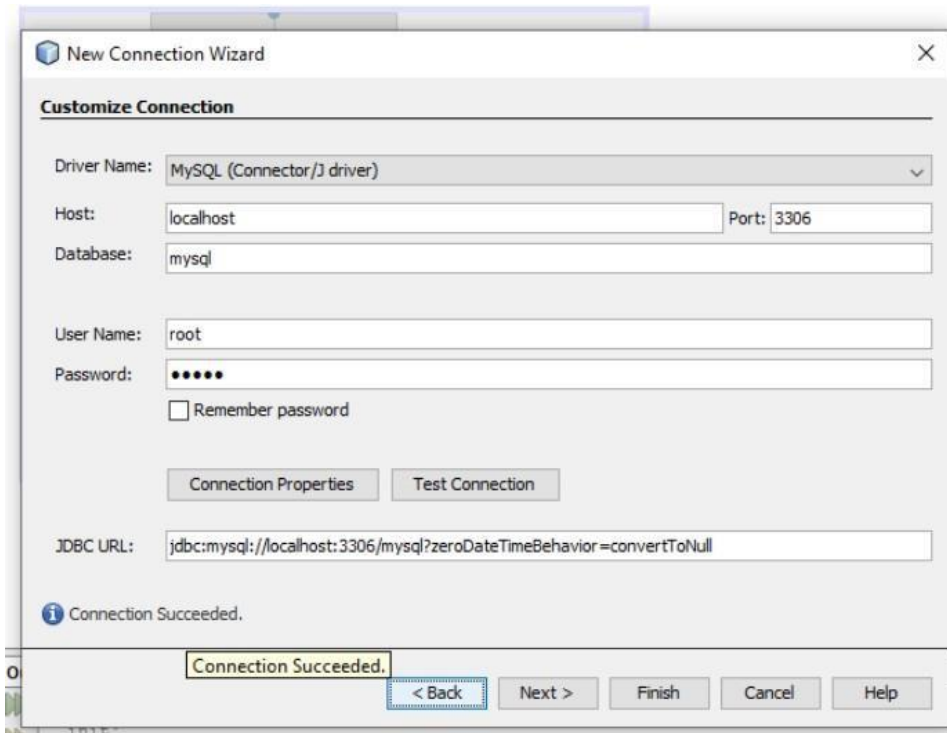 New Connection Wizard
Customize Connection
Driver Name: MySQL (Connector/J driver)
Host: localhost Port: 3306
Database: mysql
User Name: root
Password: •••••
Remember password
Connection Properties Test Connection
JDBC URL: jdbc:mysql://localhost:3306/mysql?zeroDateTimeBehavior=convertToNull
Connection Succeeded.
Connection Succeeded.
< Back Next > Finish Cancel Help